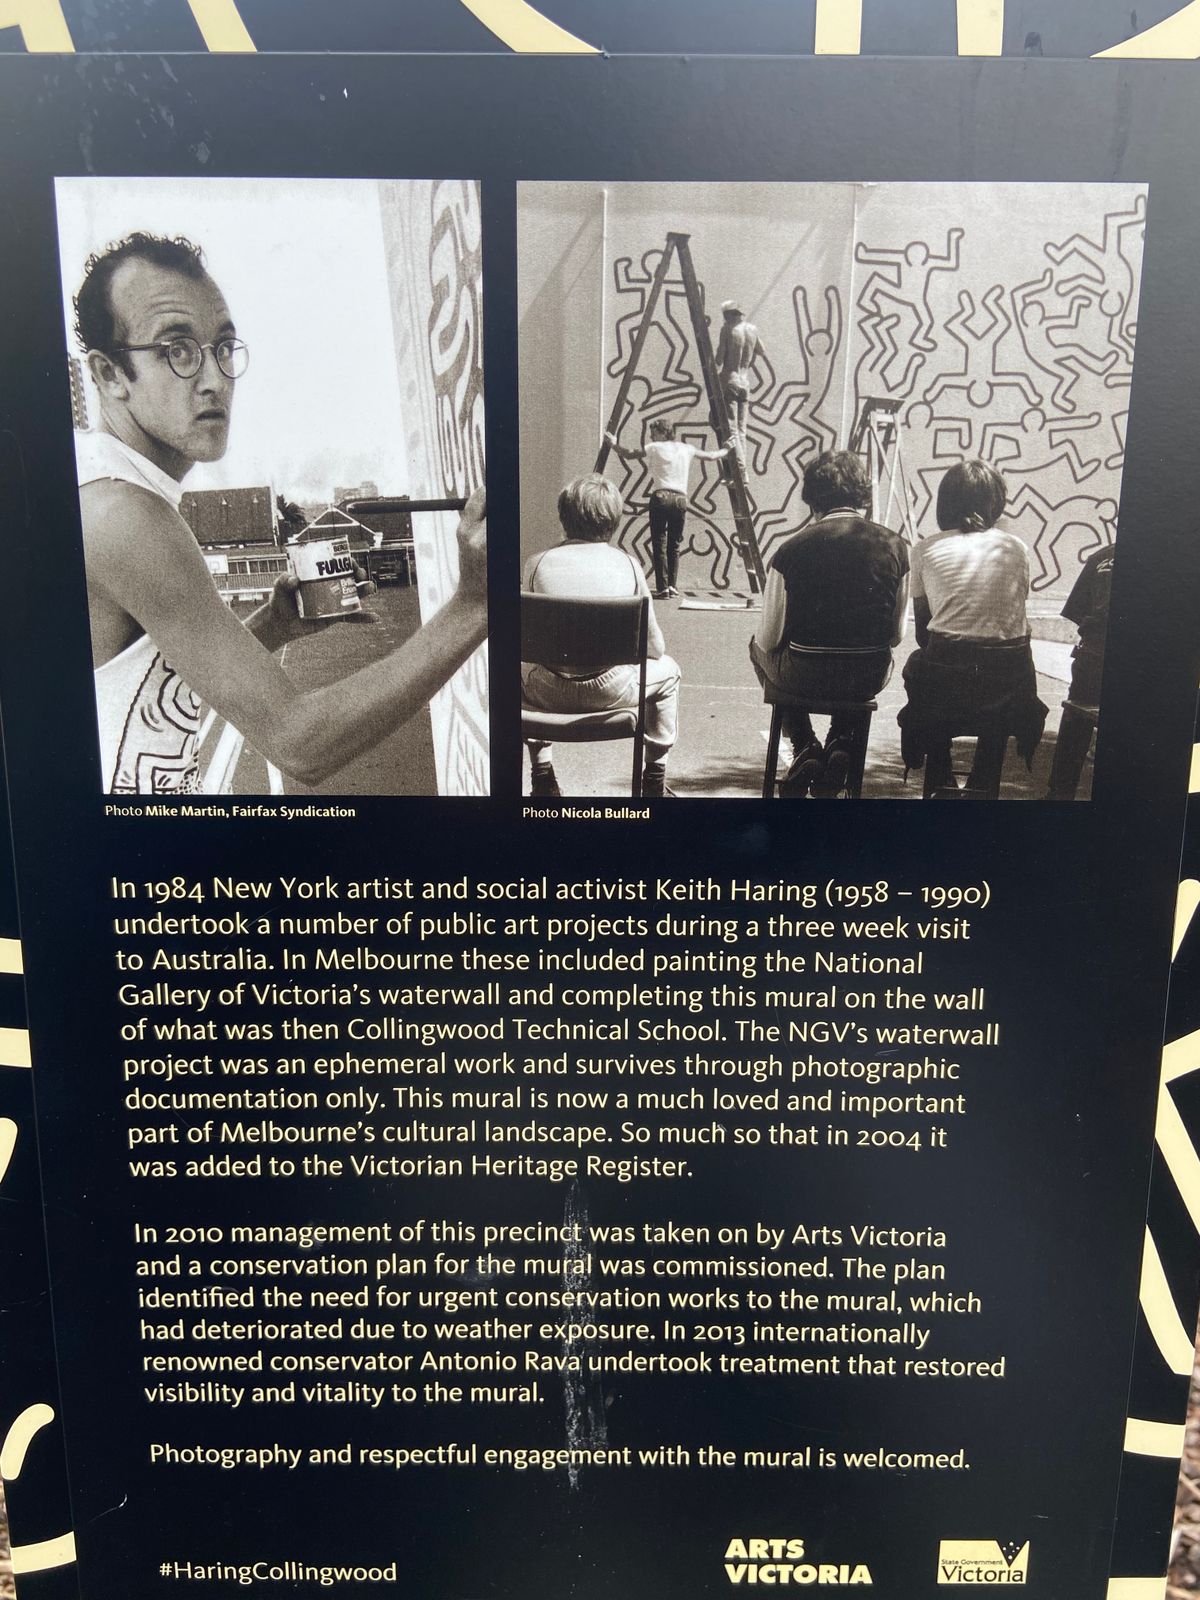 FULLG
Photo Mike Martin, Fairfax Syndication
Photo Nicola Bullard
In 1984 New York artist and social activist Keith Haring (1958 – 1990)
undertook a number of public art projects during a three week visit
to Australia. In Melbourne these included painting the National
Gallery of Victoria's waterwall and completing this mural on the wall
of what was then Collingwood Technical School. The NGV's waterwall
project was an ephemeral work and survives through photographic
documentation only. This mural is now a much loved and important
part of Melbourne's cultural landscape. So much so that in 2004 it
was added to the Victorian Heritage Register.
In 2010 management of this precinct was taken on by Arts Victoria
and a conservation plan for the mural was commissioned. The plan
identified the need for urgent conservation works to the mural, which
had deteriorated due to weather exposure. In 2013 internationally
renowned conservator Antonio Rava undertook treatment that restored
visibility and vitality to the mural.
Photography and respectful engagement with the mural is welcomed.
#HaringCollingwood
ARTS
VICTORIA
State Government
Victoria